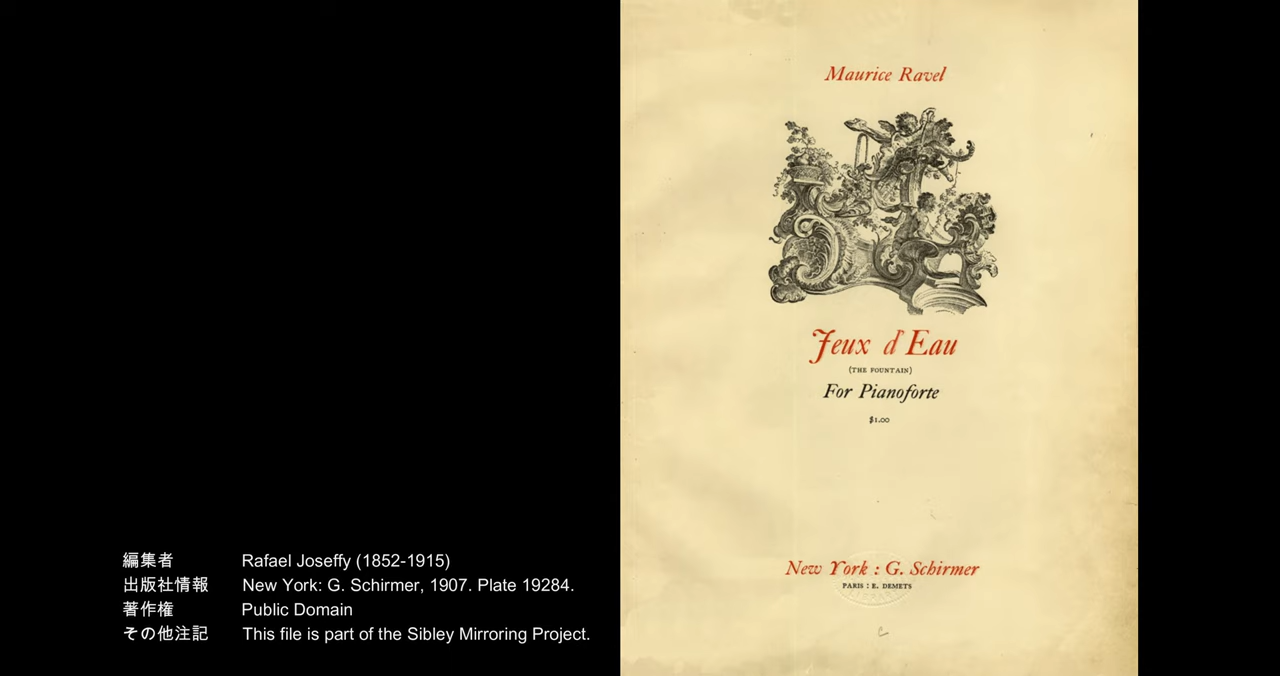 編集者 Rafael Joseffy (1852-1915)
出版社情報 New York: G. Schirmer, 1907. Plate 19284.
著作権 Public Domain
その他注記 This file is part of the Sibley Mirroring Project.
Maurice Ravel
Jeux d'Eau
(THE FOUNTAIN)
For Pianoforte
$1.00
New York : G. Schirmer
PARIS : E. DEMETS